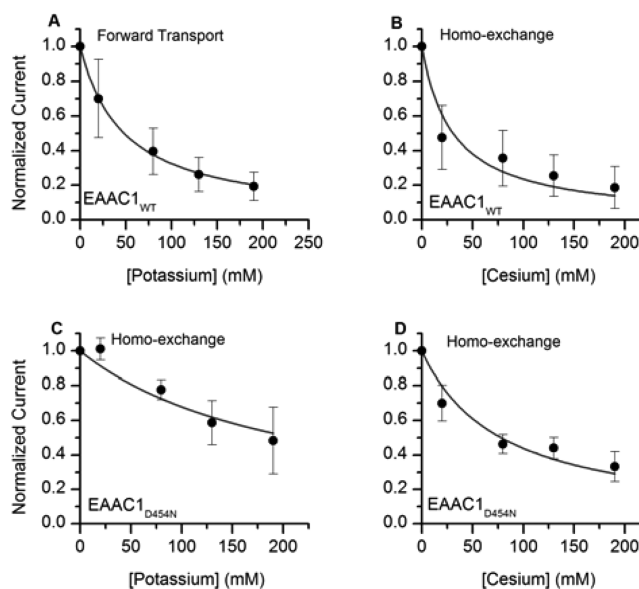 A
Forward Transport
Normalized Current
1.0
0.8
0.6
0.4
0.2
0.0
EAAC1WT
0 50 100 150 200 250
[Potassium] (mM)
B
Homo-exchange
1.0
0.8
0.6
0.4
0.2
0.0
EAAC1WT
0 50 100 150 200
[Cesium] (mM)
C
Homo-exchange
Normalized Current
1.0
0.8
0.6
0.4
0.2
0.0
EAAC1D454N
0 50 100 150 200
[Potassium] (mM)
D
Homo-exchange
1.0
0.8
0.6
0.4
0.2
0.0
EAAC1D454N
0 50 100 150 200
[Cesium] (mM)